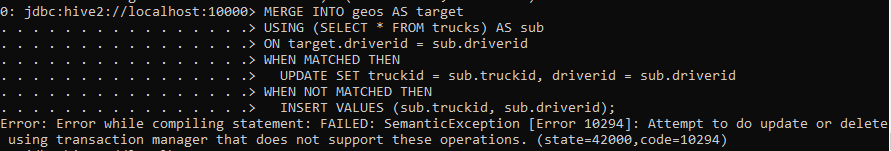 0: jdbc:hive2://localhost:10000> MERGE INTO geos AS target
. . . . . . . . . . . . . . . .> USING (SELECT * FROM trucks) AS sub
. . . . . . . . . . . . . . . .> ON target.driverid = sub.driverid
. . . . . . . . . . . . . . . .> WHEN MATCHED THEN
. . . . . . . . . . . . . . . .>   UPDATE SET truckid = sub.truckid, driverid = sub.driverid
. . . . . . . . . . . . . . . .> WHEN NOT MATCHED THEN
. . . . . . . . . . . . . . . .>   INSERT VALUES (sub.truckid, sub.driverid);
Error: Error while compiling statement: FAILED: SemanticException [Error 10294]: Attempt to do update or delete
 using transaction manager that does not support these operations. (state=42000,code=10294)